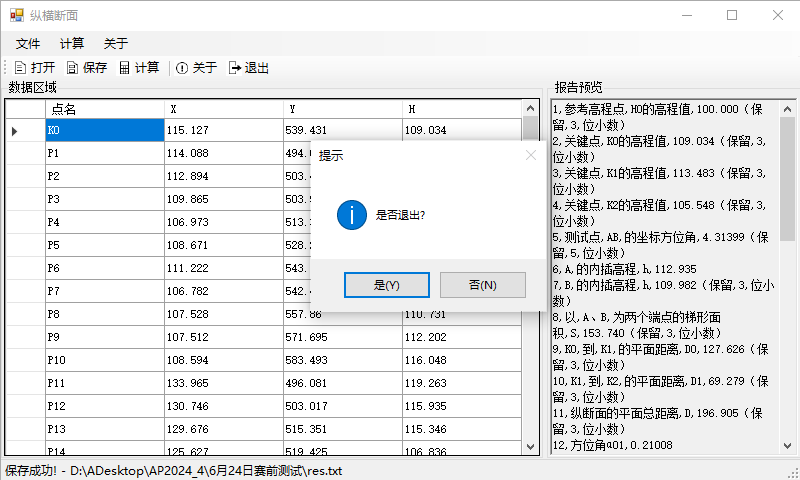 纵横断面
文件 计算 关于
打开 保存 计算 关于 退出
数据区域
点名 X Y H
K0 115.127 539.431 109.034
P1 114.088 494.
P2 112.894 503.
P3 109.865 503.
P4 106.973 513.
P5 108.671 528.
P6 111.222 543.
P7 106.782 542.
P8 107.528 557.86 110.731
P9 107.512 571.695 112.202
P10 108.594 583.493 116.048
P11 133.965 496.081 119.263
P12 130.746 503.017 115.935
P13 129.676 515.351 115.346
P14 125.627 519.425 106.836
提示
是否退出?
是(Y) 否(N)
报告预览
1,参考高程点,H0的高程值,100.000（保
留,3,位小数）
2,关键点,K0的高程值,109.034（保留,3,
位小数）
3,关键点,K1的高程值,113.483（保留,3,
位小数）
4,关键点,K2的高程值,105.548（保留,3,
位小数）
5,测试点,AB,的坐标方位角,4.31399（保
留,5,位小数）
6,A,的内插高程,h,112.935
7,B,的内插高程,h,109.982（保留,3,位小
数）
8,以,A、B,为两个端点的梯形面
积,S,153.740（保留,3,位小数）
9,K0,到,K1,的平面距离,D0,127.626（保
留,3,位小数）
10,K1,到,K2,的平面距离,D1,69.279（保
留,3,位小数）
11,纵断面的平面总距离,D,196.905（保
留,3,位小数）
12,方位角α01,0.21008
保存成功! - D:\ADesktop\AP2024_4\6月24日赛前测试\res.txt